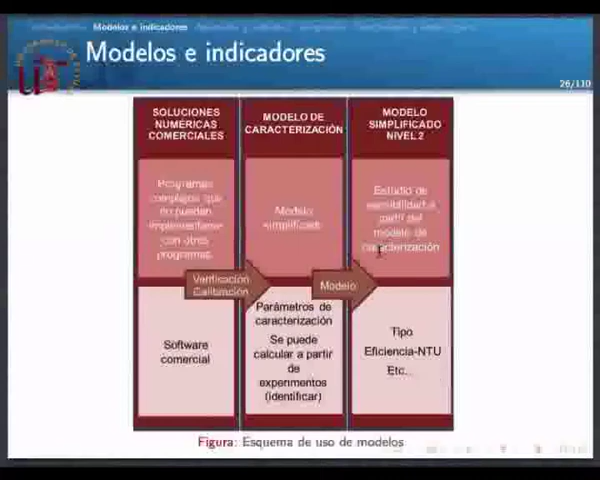 Modelos e indicadores
Modelos e indicadores
26/110
SOLUCIONES
NUMÉRICAS
COMERCIALES
Programas
complejos que
no puedan
implementarse
con otros
programas.
Verificación
Calibración
Software
comercial
MODELO DE
CARACTERIZACIÓN
Modelo
simplificado
Modelo
Parámetros de
caracterización
Se puede
calcular a partir
de
experimentos
(identificar)
MODELO
SIMPLIFICADO
NIVEL 2
Estudio de
sensibilidad a
partir del
modelo de
caracterización
Tipo
Eficiencia-NTU
Etc..
Figura: Esquema de uso de modelos